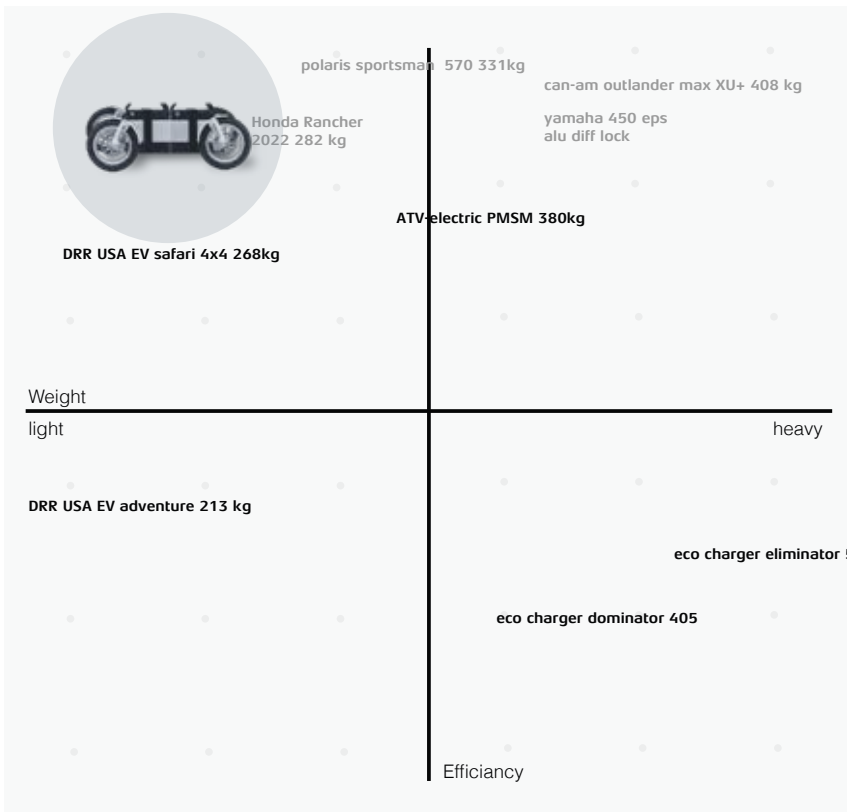 polaris sportsman 570 331kg
can-am outlander max XU+ 408 kg
Honda Rancher
2022 282 kg
yamaha 450 eps
alu diff lock
ATV-electric PMSM 380kg
DRR USA EV safari 4x4 268kg
Weight
light
heavy
DRR USA EV adventure 213 kg
eco charger eliminator
eco charger dominator 405
Efficiancy